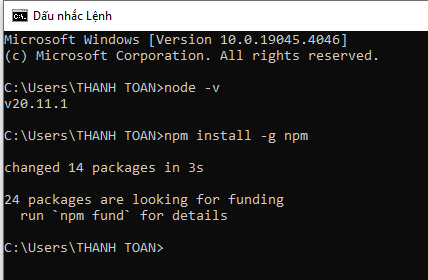 Dấu nhắc Lệnh
Microsoft Windows [Version 10.0.19045.4046]
(c) Microsoft Corporation. All rights reserved.
C:\Users\THANH TOAN>node -v
v20.11.1
C:\Users\THANH TOAN>npm install -g npm
changed 14 packages in 3s
24 packages are looking for funding
  run `npm fund` for details
C:\Users\THANH TOAN>